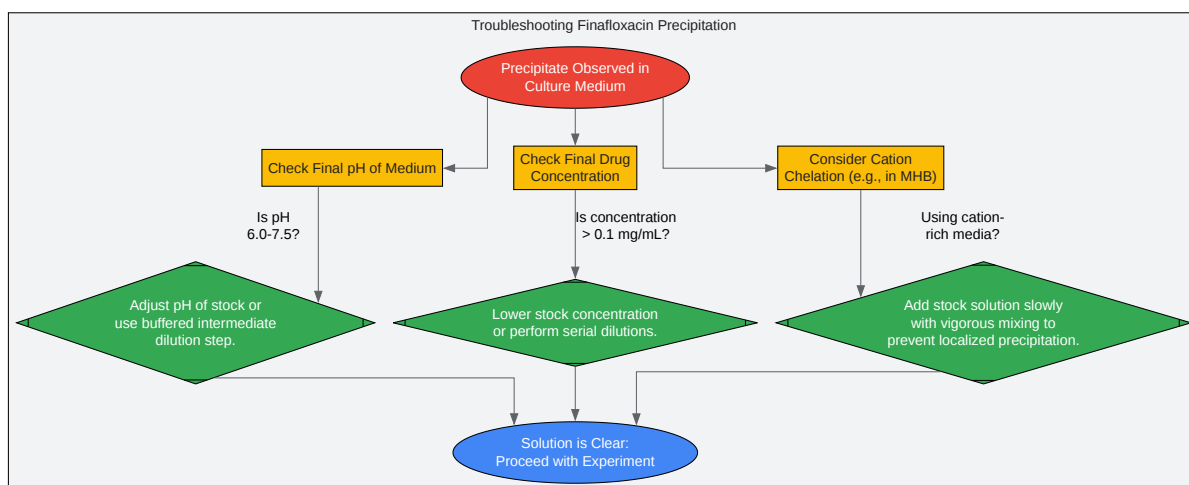 Troubleshooting Finafloxacin Precipitation
Precipitate Observed in
Culture Medium
Check Final pH of Medium
Check Final Drug
Concentration
Consider Cation
Chelation (e.g., in MHB)
Is pH
6.0-7.5?
Is concentration
> 0.1 mg/mL?
Using cation-
rich media?
Adjust pH of stock or
use buffered intermediate
dilution step.
Lower stock concentration
or perform serial dilutions.
Add stock solution slowly
with vigorous mixing to
prevent localized precipitation.
Solution is Clear:
Proceed with Experiment